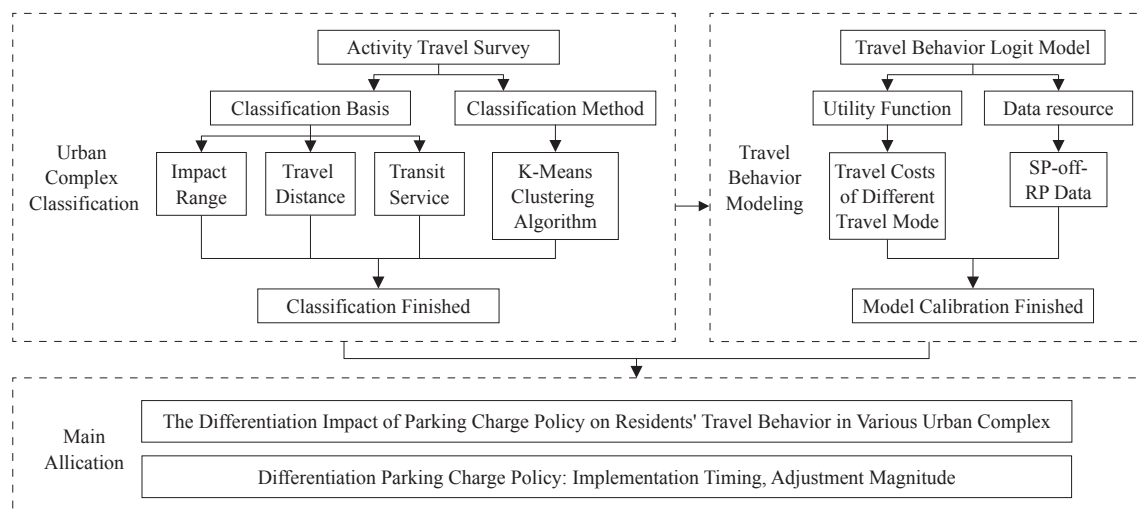 Activity Travel Survey
Classification Basis
Classification Method
Urban
Complex
Classification
Impact
Range
Travel
Distance
Transit
Service
K-Means
Clustering
Algorithm
Classification Finished
Travel Behavior Logit Model
Utility Function
Data resource
Travel
Behavior
Modeling
Travel Costs
of Different
Travel Mode
SP-off-
RP Data
Model Calibration Finished
Main
Allication
The Differentiation Impact of Parking Charge Policy on Residents' Travel Behavior in Various Urban Complex
Differentiation Parking Charge Policy: Implementation Timing, Adjustment Magnitude